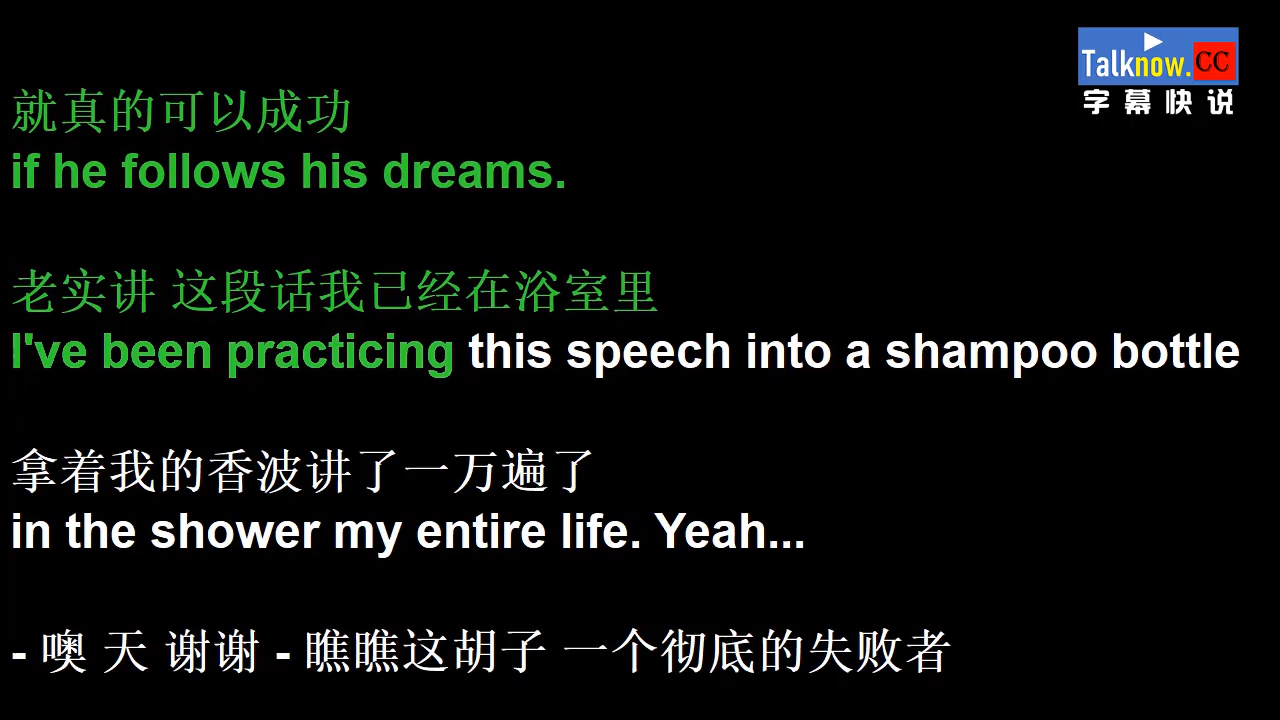 Talknow.CC
字幕快说
就真的可以成功
if he follows his dreams.
老实讲 这段话我已经在浴室里
I've been practicing this speech into a shampoo bottle
拿着我的香波讲了一万遍了
in the shower my entire life. Yeah...
- 噢 天 谢谢 - 瞧瞧这胡子 一个彻底的失败者